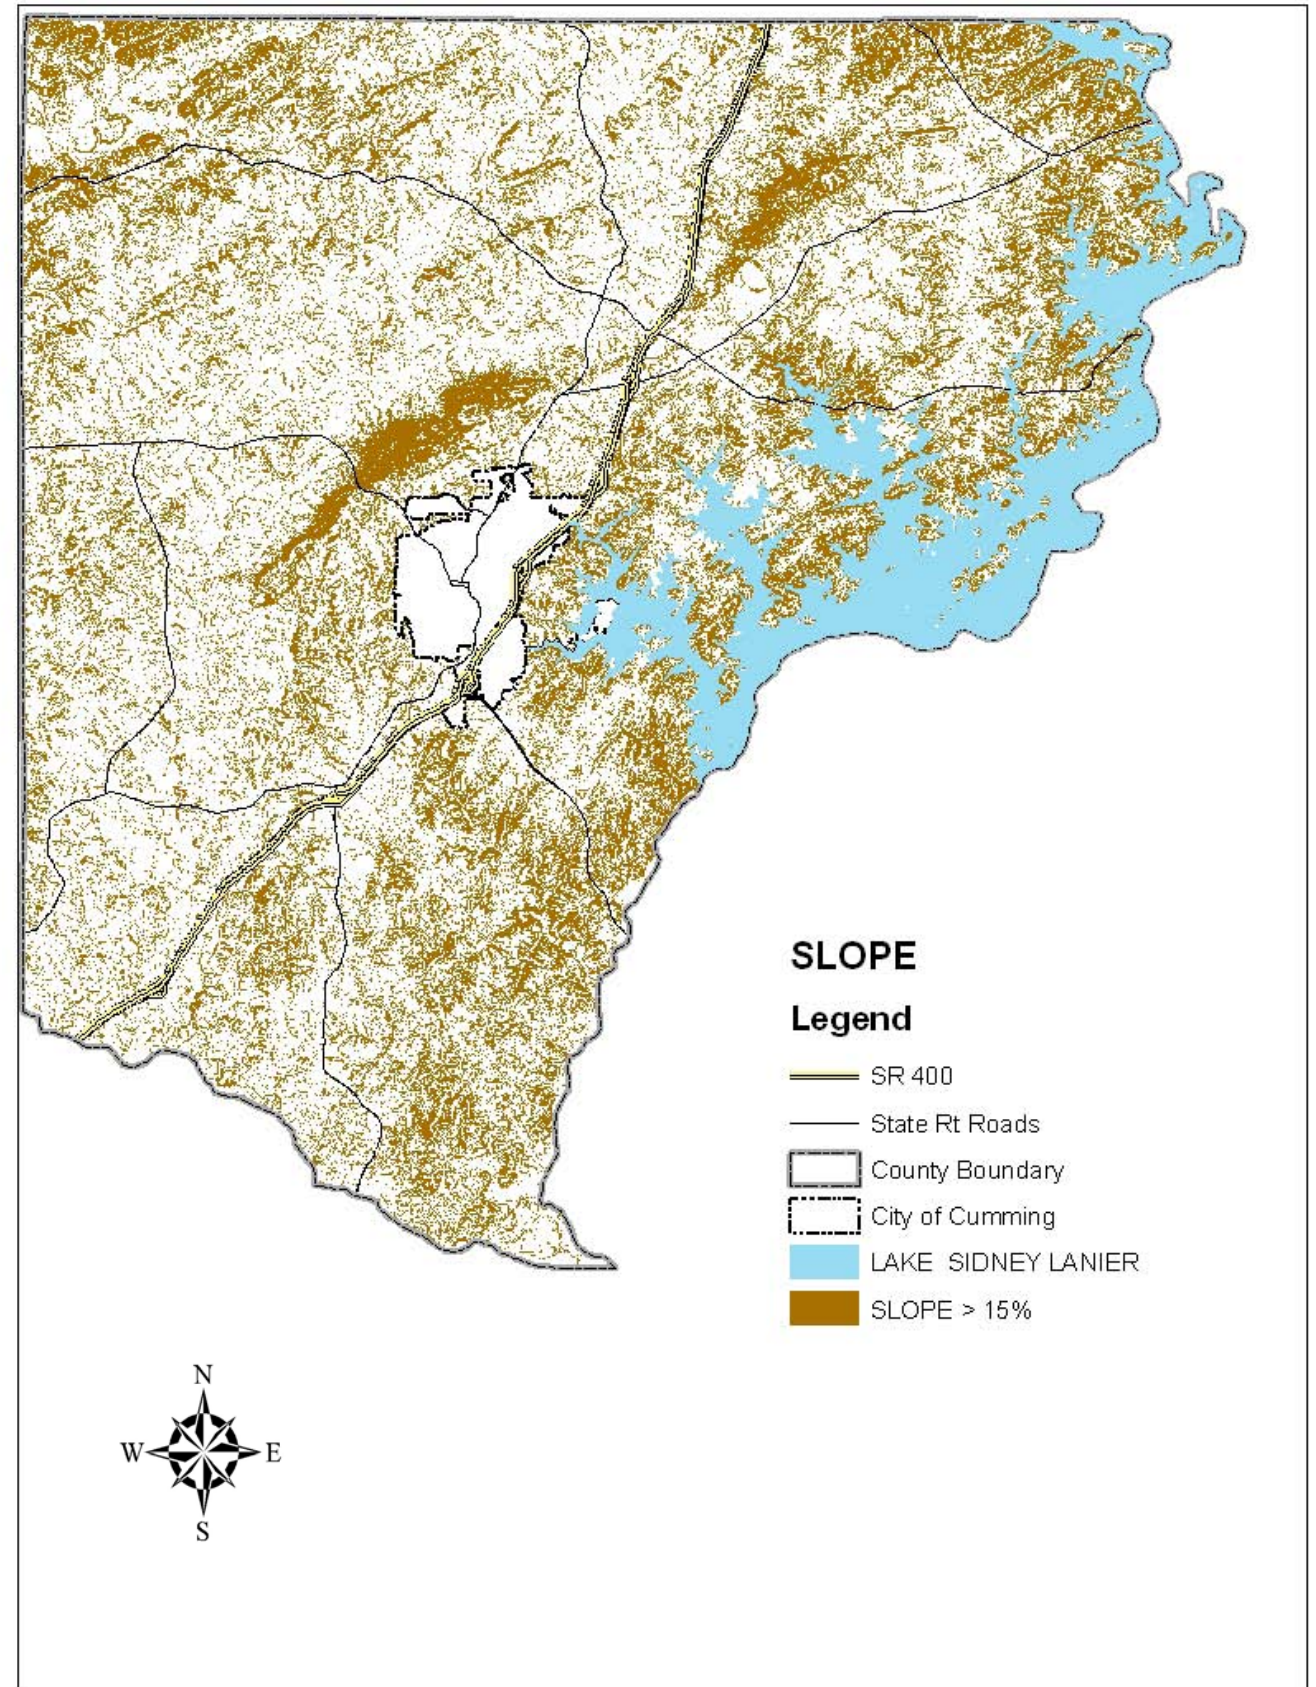 SLOPE
Legend
SR 400
State Rt Roads
County Boundary
City of Cumming
LAKE SIDNEY LANIER
SLOPE > 15%
N
W E
S